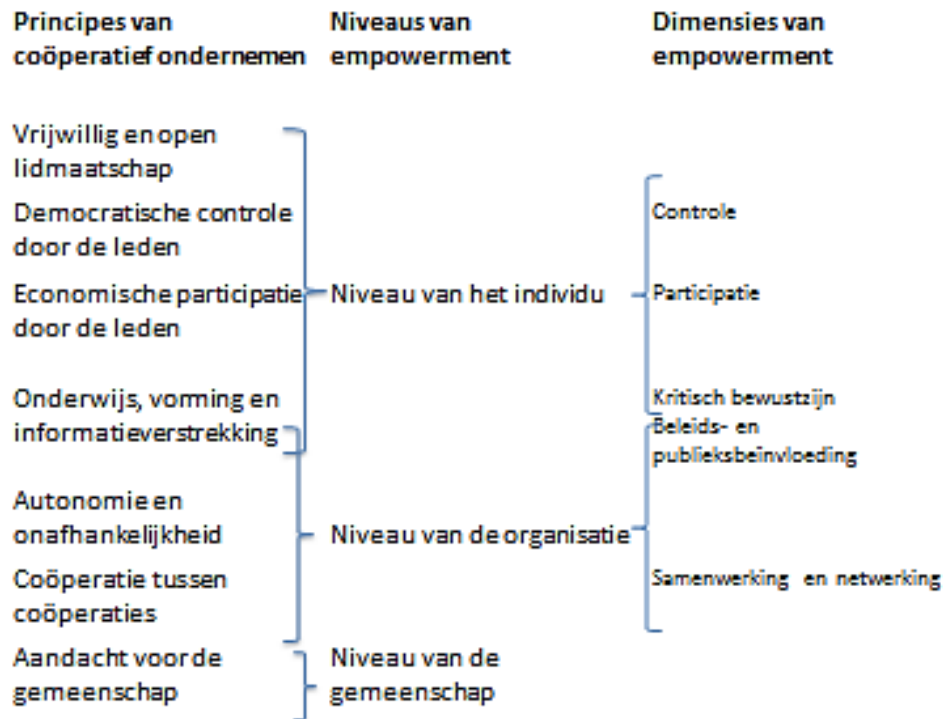 Principes van
coöperatief ondernemen
Niveaus van
empowerment
Dimensies van
empowerment
Vrijwillig en open
lidmaatschap
Democratische controle
door de leden
Economische participatie
door de leden
Onderwijs, vorming en
informatieverstrekking
Autonomie en
onafhankelijkheid
Coöperatie tussen
coöperaties
Aandacht voor de
gemeenschap
Niveau van het individu
Niveau van de organisatie
Niveau van de
gemeenschap
Controle
Participatie
Kritisch bewustzijn
Beleids- en
publieksbeïnvloeding
Samenwerking en netwerking